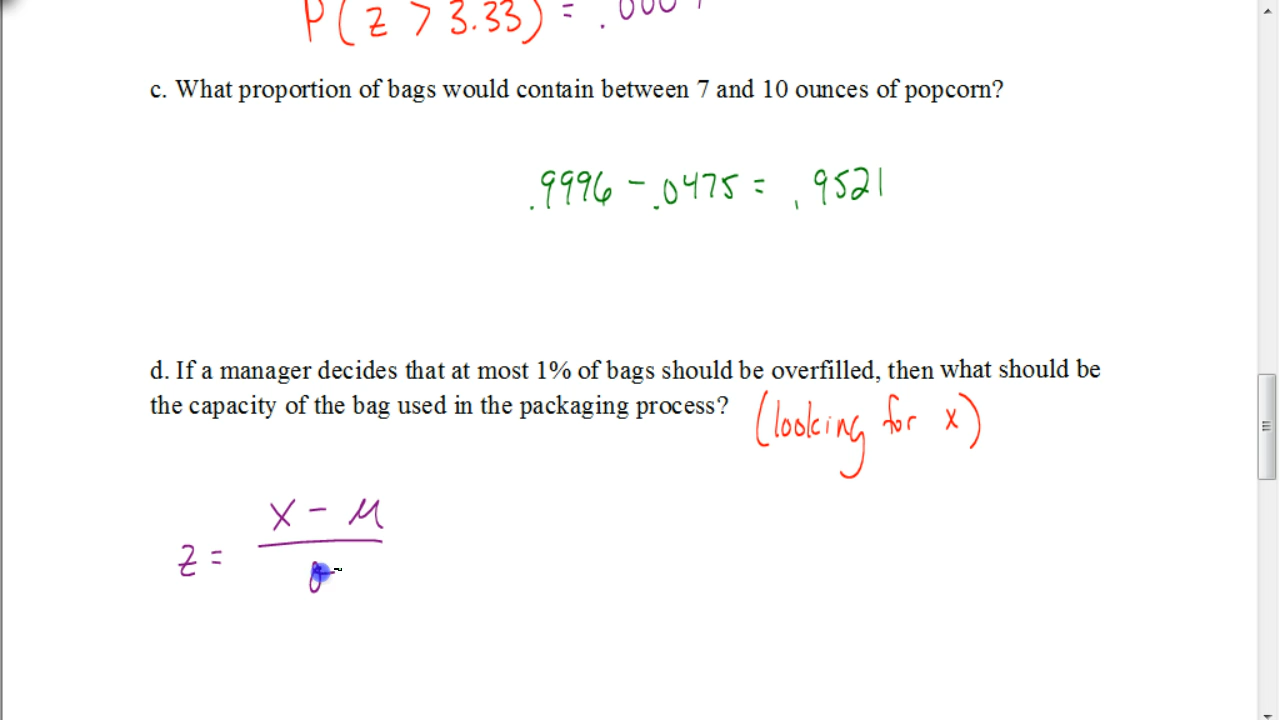 P(z > 3.33) = .000
c. What proportion of bags would contain between 7 and 10 ounces of popcorn?
.9996 - .0475 = .9521
d. If a manager decides that at most 1% of bags should be overfilled, then what should be
the capacity of the bag used in the packaging process? (looking for x)
x - μ
z =
σ